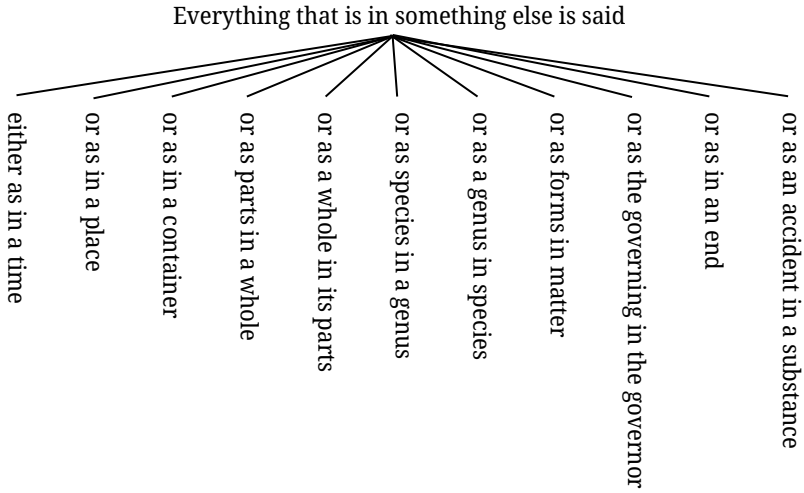 Everything that is in something else is said
either as in a time
or as in a place
or as in a container
or as parts in a whole
or as a whole in its parts
or as species in a genus
or as a genus in species
or as forms in matter
or as the governing in the governor
or as in an end
or as an accident in a substance